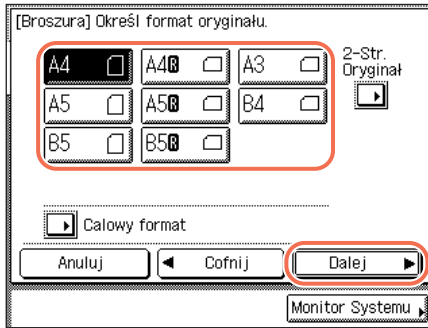 [Broszura] Określ format oryginału.
A4 A4R A3
2-Str.
Oryginał
A5 A5R B4
B5 B5R
Calowy format
Anuluj Cofnij Dalej
Monitor Systemu